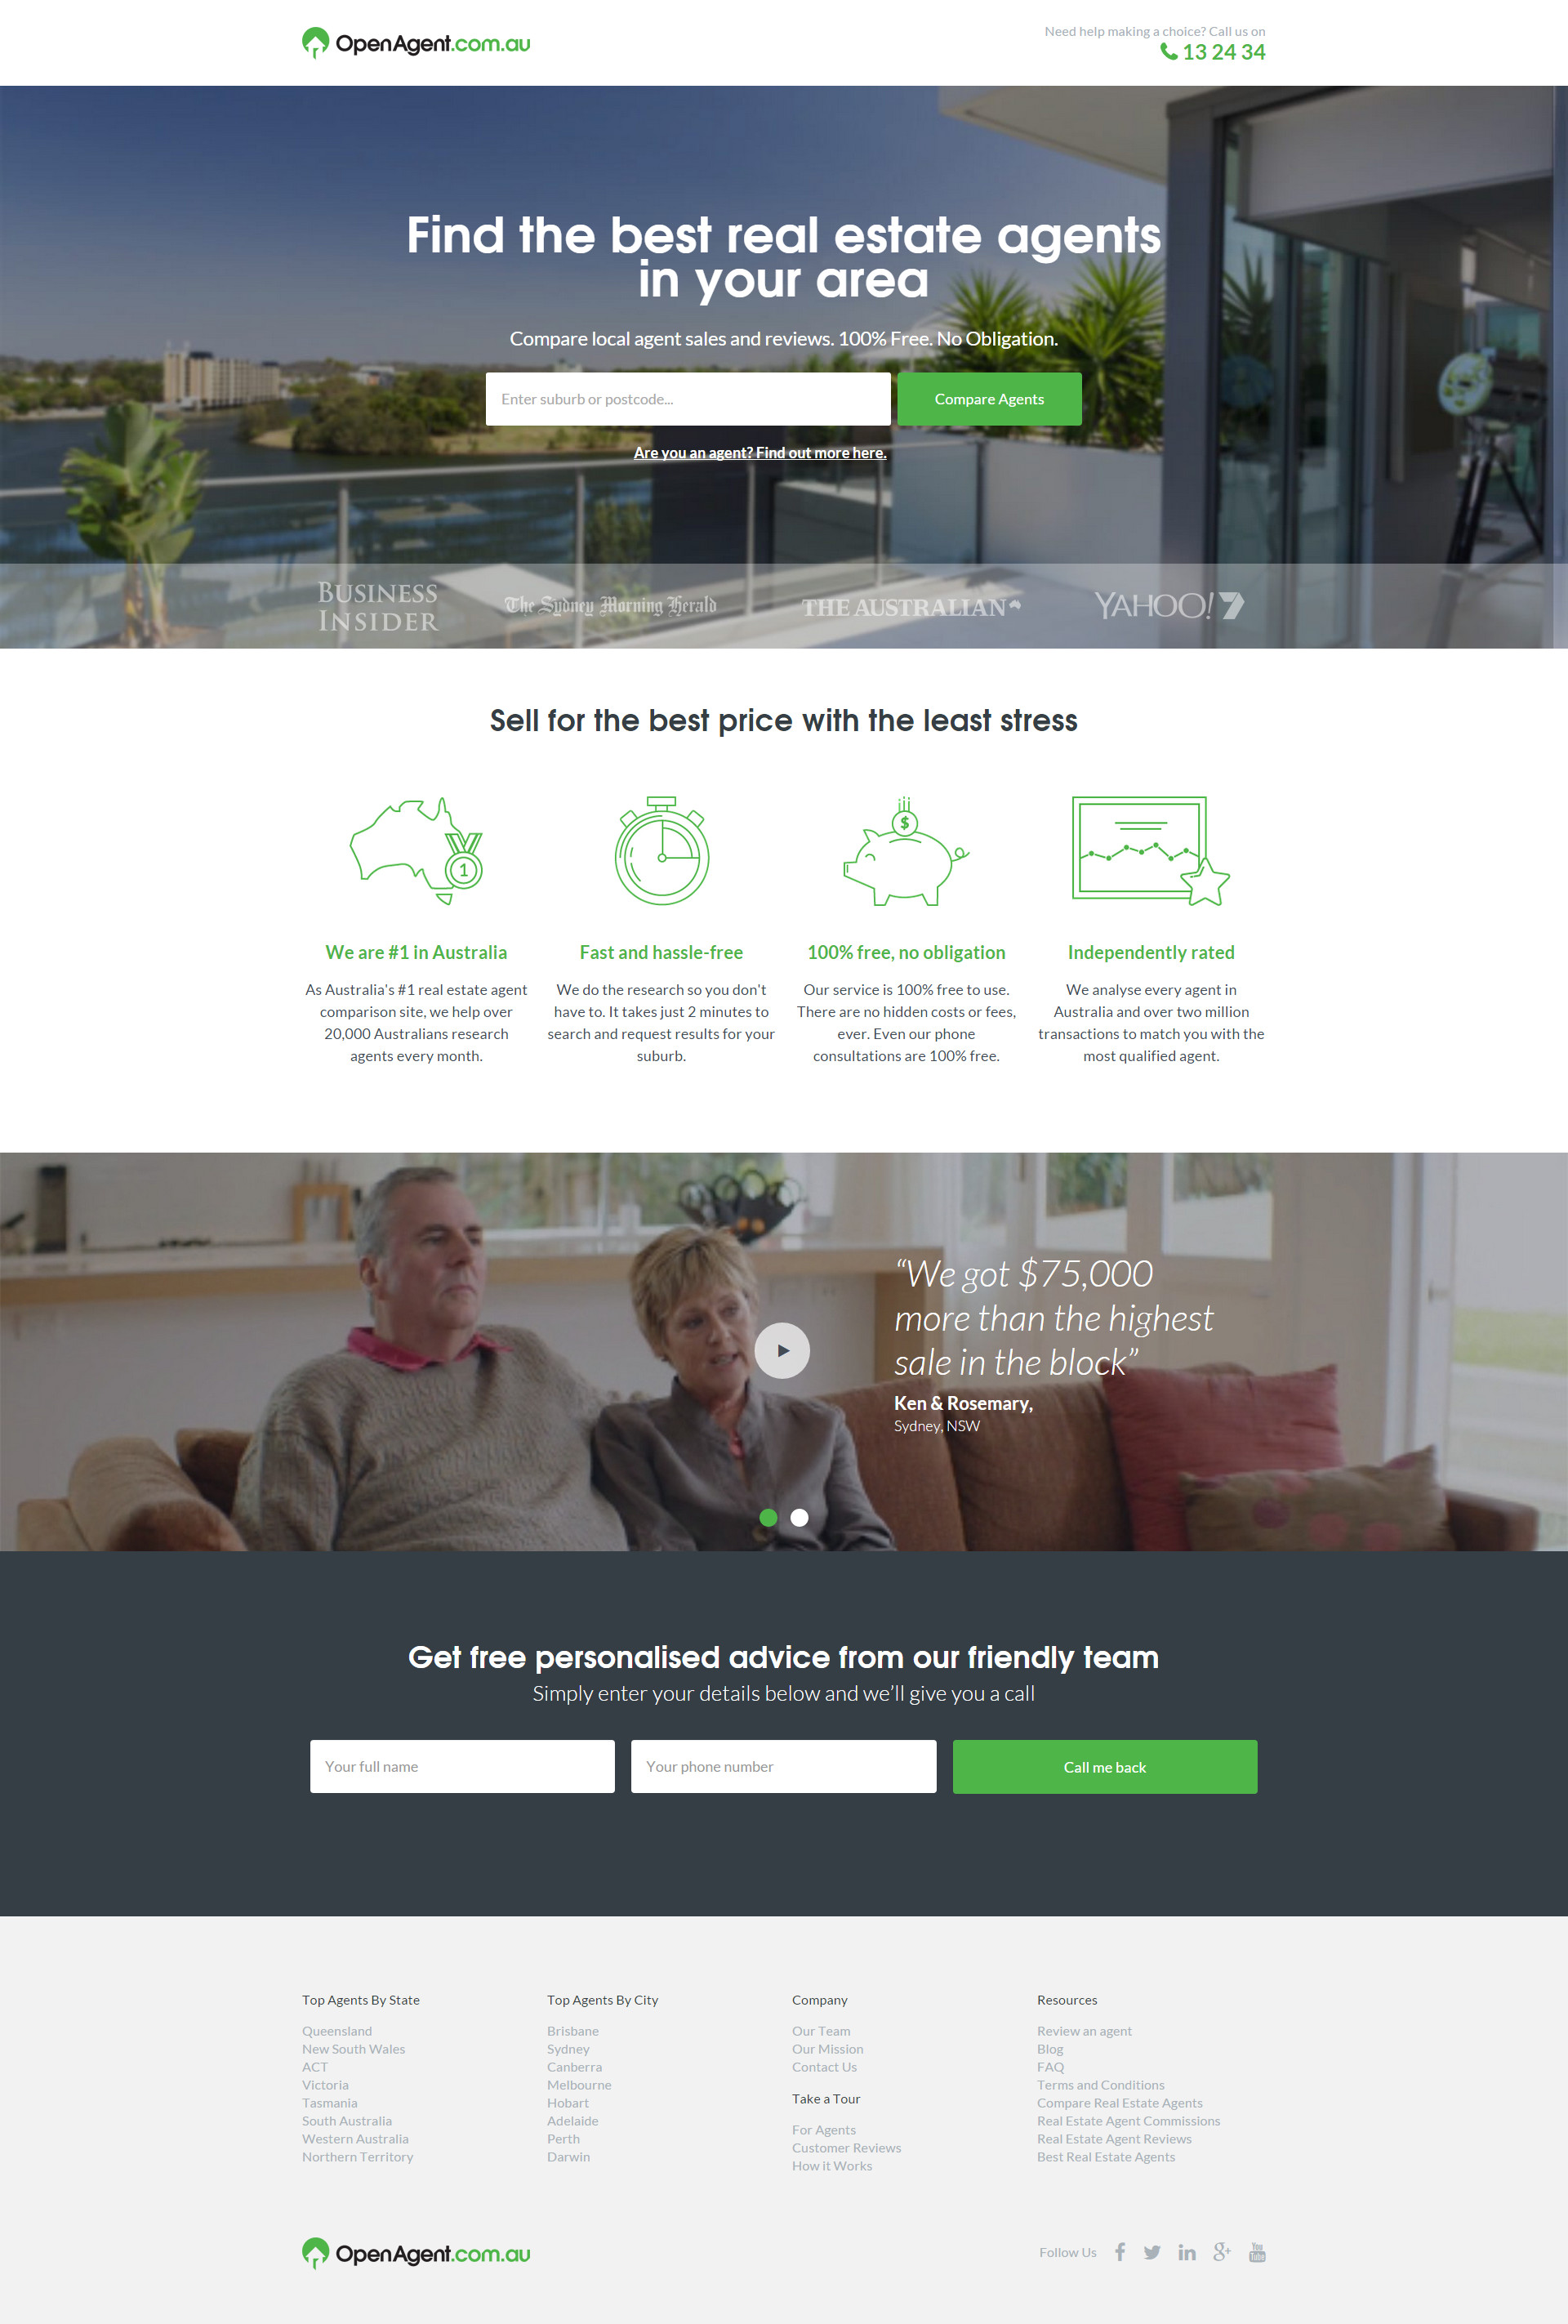 OpenAgent.com.au
Need help making a choice? Call us on
13 24 34
Find the best real estate agents
in your area
Compare local agent sales and reviews. 100% Free. No Obligation.
Enter suburb or postcode...
Compare Agents
Are you an agent? Find out more here.
BUSINESS
INSIDER
The Sydney Morning Herald
THE AUSTRALIAN
YAHOO!7
Sell for the best price with the least stress
1
$
We are #1 in Australia
As Australia's #1 real estate agent
comparison site, we help over
20,000 Australians research
agents every month.
Fast and hassle-free
We do the research so you don't
have to. It takes just 2 minutes to
search and request results for your
suburb.
100% free, no obligation
Our service is 100% free to use.
There are no hidden costs or fees,
ever. Even our phone
consultations are 100% free.
Independently rated
We analyse every agent in
Australia and over two million
transactions to match you with the
most qualified agent.
“We got $75,000
more than the highest
sale in the block”
Ken & Rosemary,
Sydney, NSW
Get free personalised advice from our friendly team
Simply enter your details below and we’ll give you a call
Your full name
Your phone number
Call me back
Top Agents By State
Queensland
New South Wales
ACT
Victoria
Tasmania
South Australia
Western Australia
Northern Territory
Top Agents By City
Brisbane
Sydney
Canberra
Melbourne
Hobart
Adelaide
Perth
Darwin
Company
Our Team
Our Mission
Contact Us
Take a Tour
For Agents
Customer Reviews
How it Works
Resources
Review an agent
Blog
FAQ
Terms and Conditions
Compare Real Estate Agents
Real Estate Agent Commissions
Real Estate Agent Reviews
Best Real Estate Agents
OpenAgent.com.au
Follow Us
You
Tube